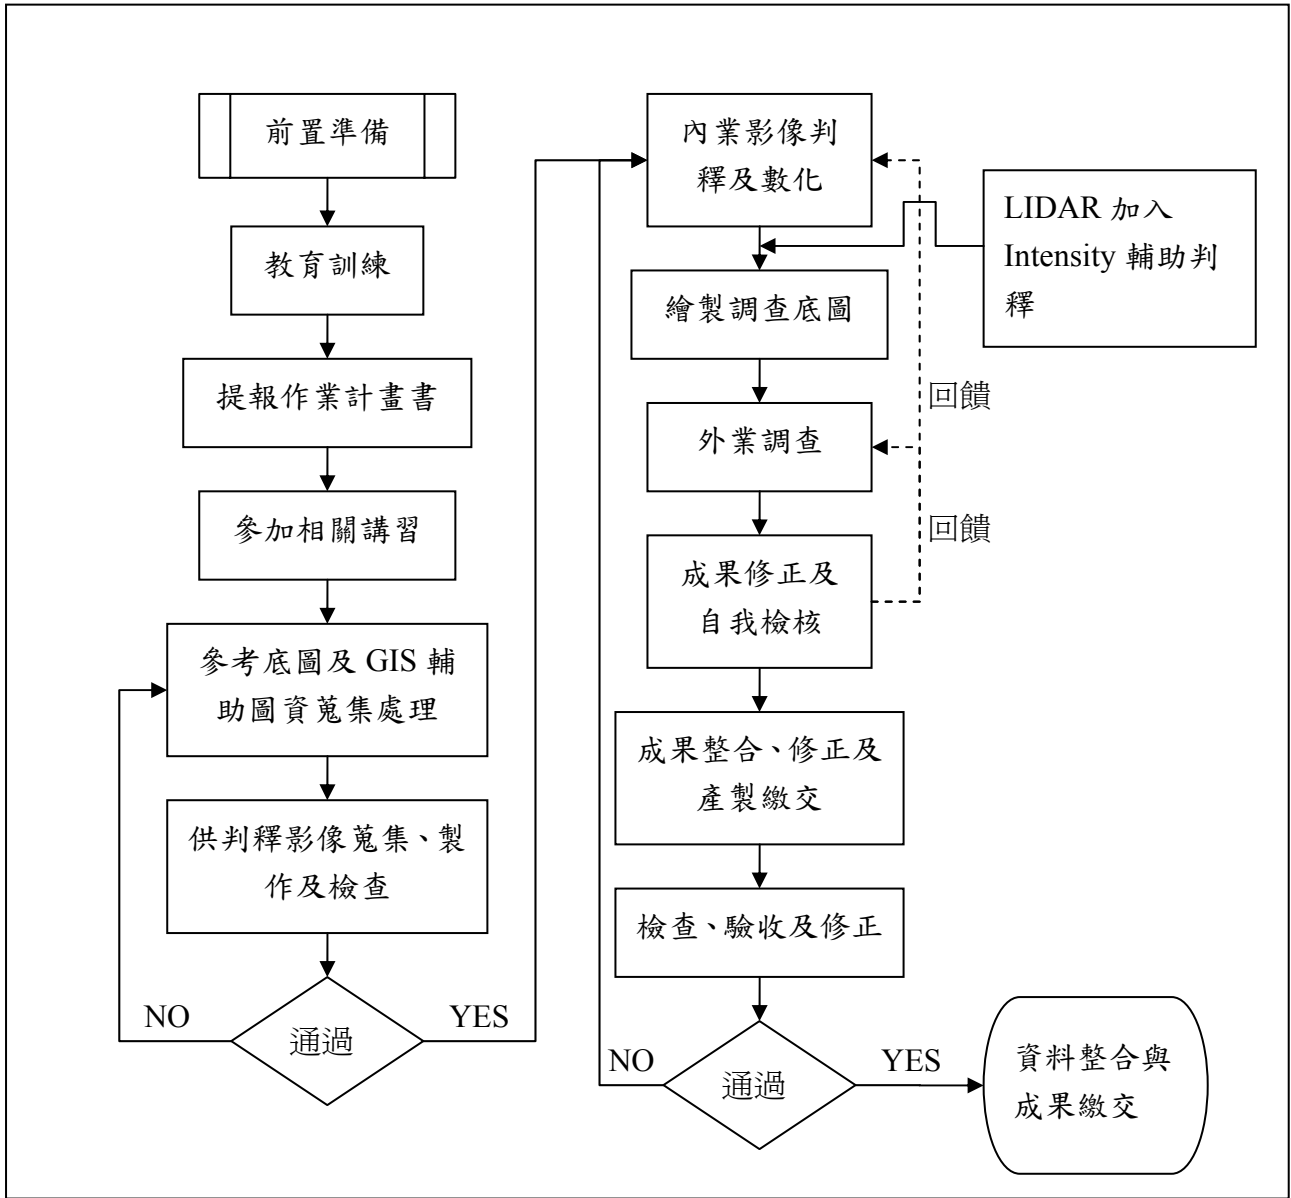 前置準備
教育訓練
提報作業計畫書
參加相關講習
參考底圖及 GIS 輔
助圖資蒐集處理
供判釋影像蒐集、製
作及檢查
NO
通過
YES
內業影像判
釋及數化
LIDAR 加入
Intensity 輔助判
釋
繪製調查底圖
回饋
外業調查
回饋
成果修正及
自我檢核
成果整合、修正及
產製繳交
檢查、驗收及修正
NO
通過
YES
資料整合與
成果繳交